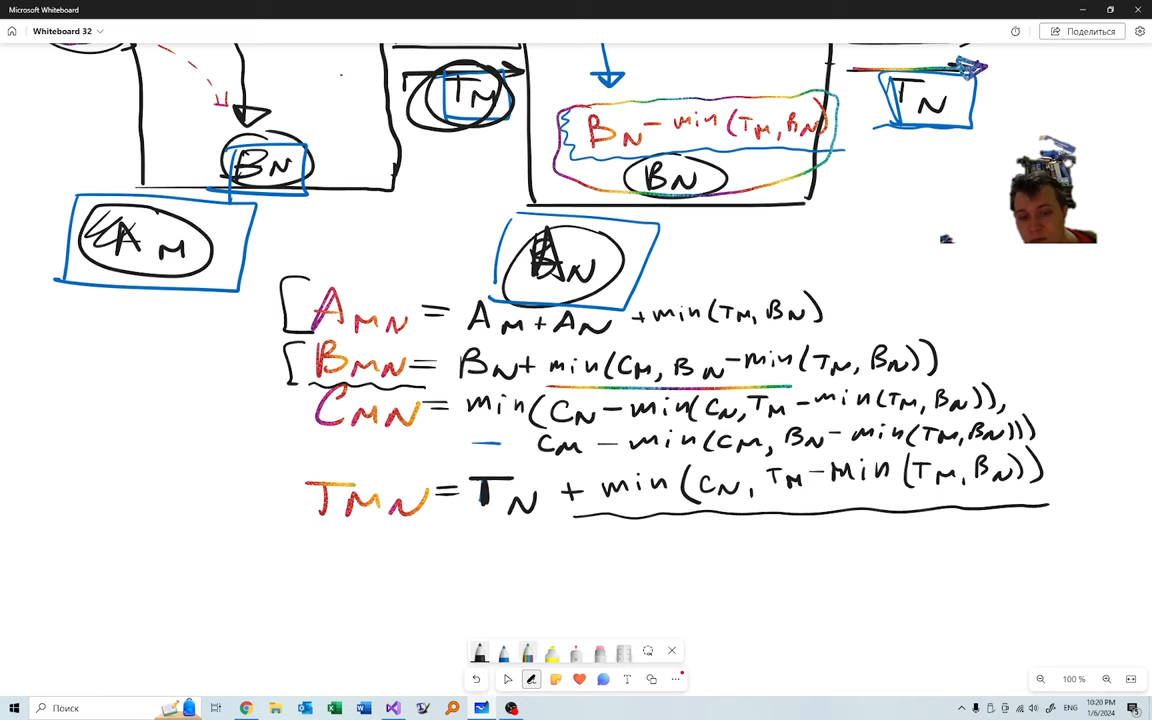 Microsoft Whiteboard
Whiteboard 32
Поделиться
TM
TN
BN - min (TM, BN)
BN
BN
AM
AN
AMN = AM + AN + min(TM, BN)
BMN = BN + min(CM, BN - min(TM, BN))
CMN = min(CN - min(CN, TM - min(TM, BN)),
CM - min(CM, BN - min(TM, BN)))
TMN = TN + min(CN, TM - min(TM, BN))
100 %
Поиск
ENG
10:20 PM
1/6/2024